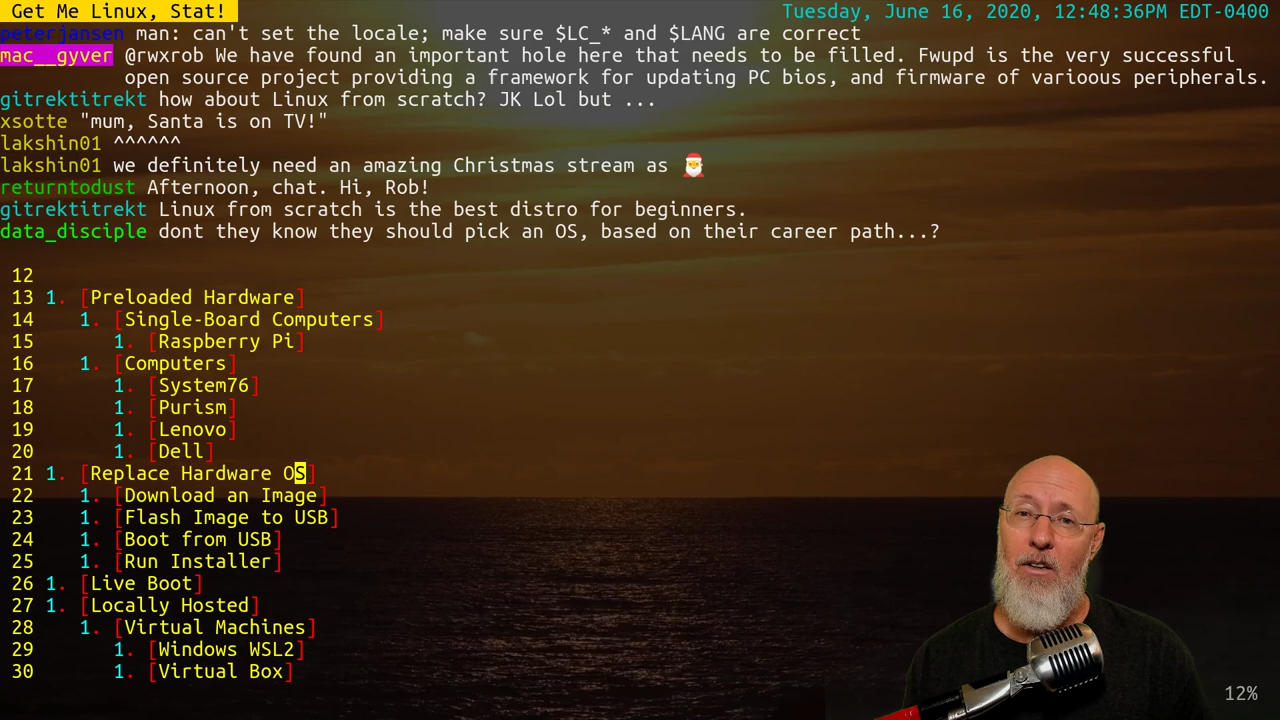 Get Me Linux, Stat!
Tuesday, June 16, 2020, 12:48:36PM EDT-0400
peterjansen man: can't set the locale; make sure $LC_* and $LANG are correct
mac__gyver @rwxrob We have found an important hole here that needs to be filled. Fwupd is the very successful
open source project providing a framework for updating PC bios, and firmware of varioous peripherals.
gitrektitrekt how about Linux from scratch? JK Lol but ...
xsotte "mum, Santa is on TV!"
lakshin01 ^^^^^^
lakshin01 we definitely need an amazing Christmas stream as 🎅
returntodust Afternoon, chat. Hi, Rob!
gitrektitrekt Linux from scratch is the best distro for beginners.
data_disciple dont they know they should pick an OS, based on their career path...?
12
13 1. [Preloaded Hardware]
14 1. [Single-Board Computers]
15 1. [Raspberry Pi]
16 1. [Computers]
17 1. [System76]
18 1. [Purism]
19 1. [Lenovo]
20 1. [Dell]
21 1. [Replace Hardware OS]
22 1. [Download an Image]
23 1. [Flash Image to USB]
24 1. [Boot from USB]
25 1. [Run Installer]
26 1. [Live Boot]
27 1. [Locally Hosted]
28 1. [Virtual Machines]
29 1. [Windows WSL2]
30 1. [Virtual Box]
12%